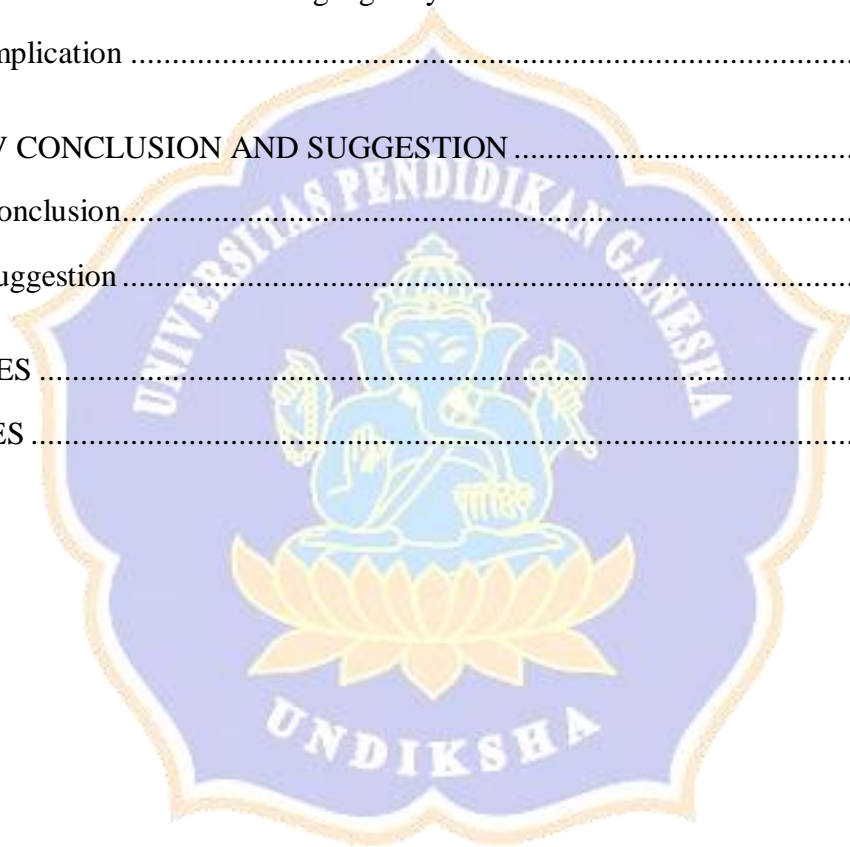 mplication ........................................................................................
V CONCLUSION AND SUGGESTION .........................................
onclusion.........................................................................................
uggestion .........................................................................................
ES ..................................................................................................
ES ...................................................................................................
UNIVERSITAS PENDIDIKAN GANESHA
UNDIKSHA